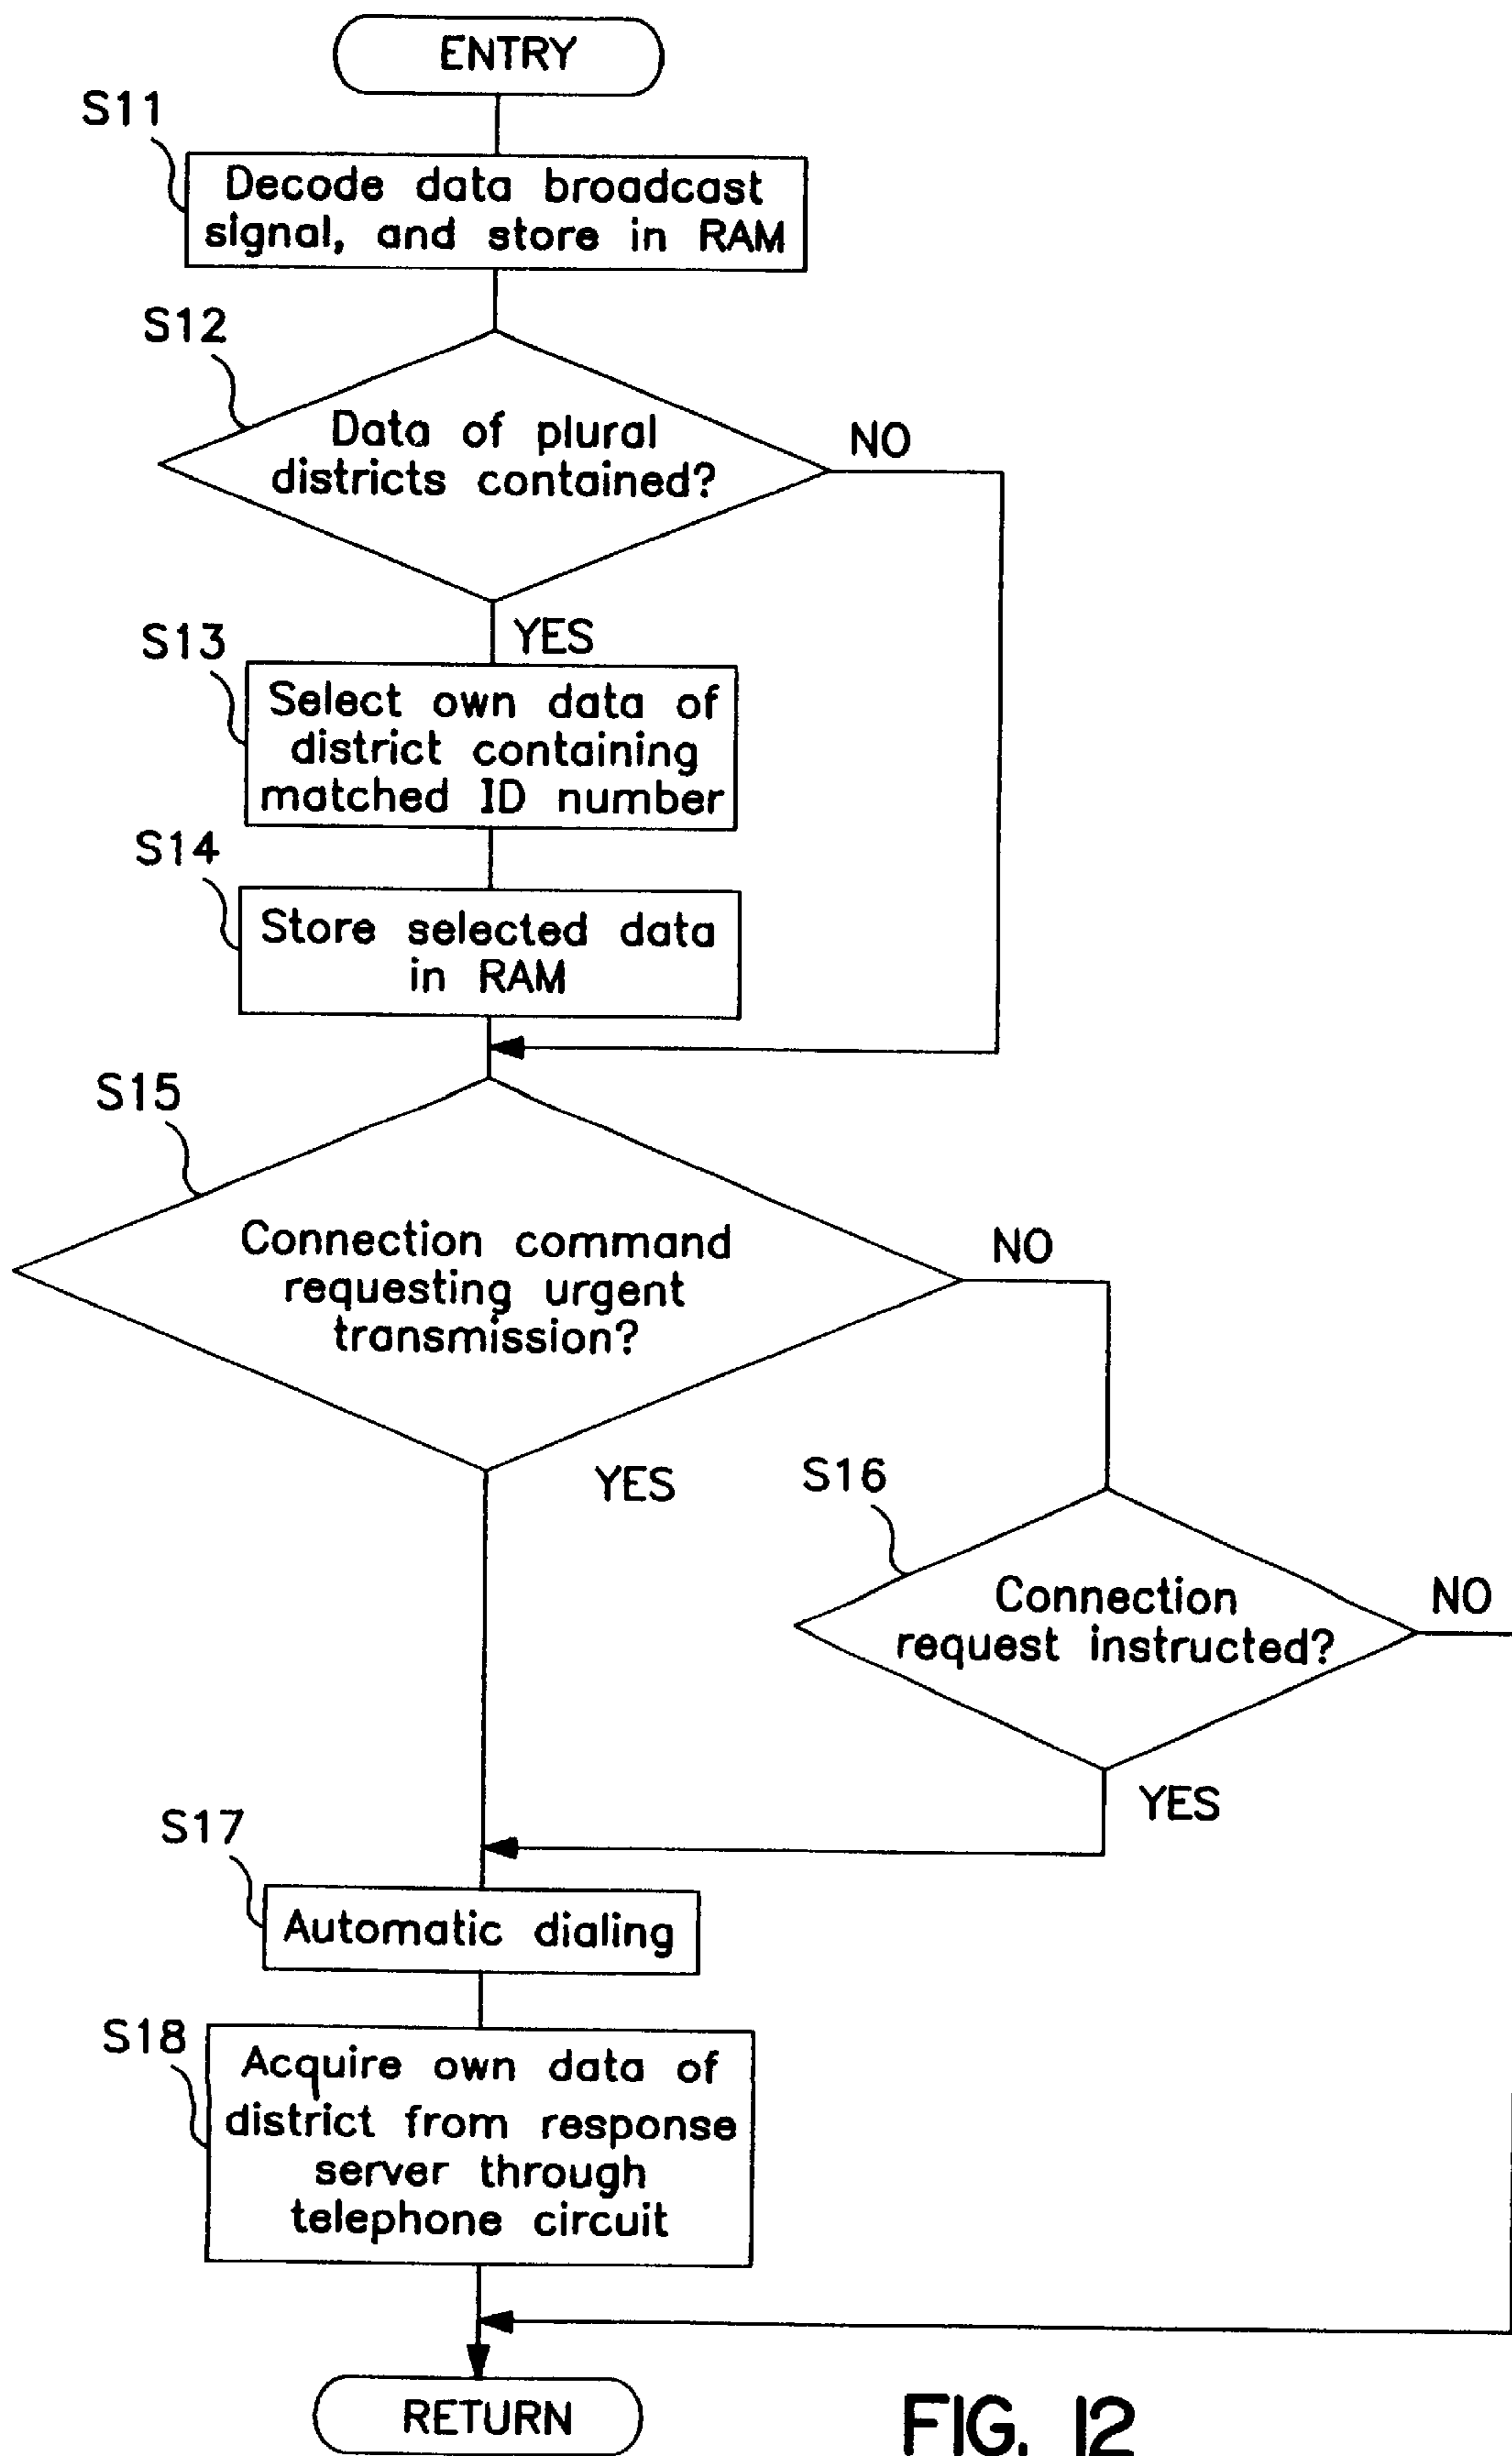 ENTRY
S11
Decode data broadcast
signal, and store in RAM
S12
Data of plural
districts contained?
NO
YES
S13
Select own data of
district containing
matched ID number
S14
Store selected data
in RAM
S15
Connection command
requesting urgent
transmission?
NO
YES
S16
Connection
request instructed?
NO
YES
S17
Automatic dialing
S18
Acquire own data of
district from response
server through
telephone circuit
RETURN
FIG. 12